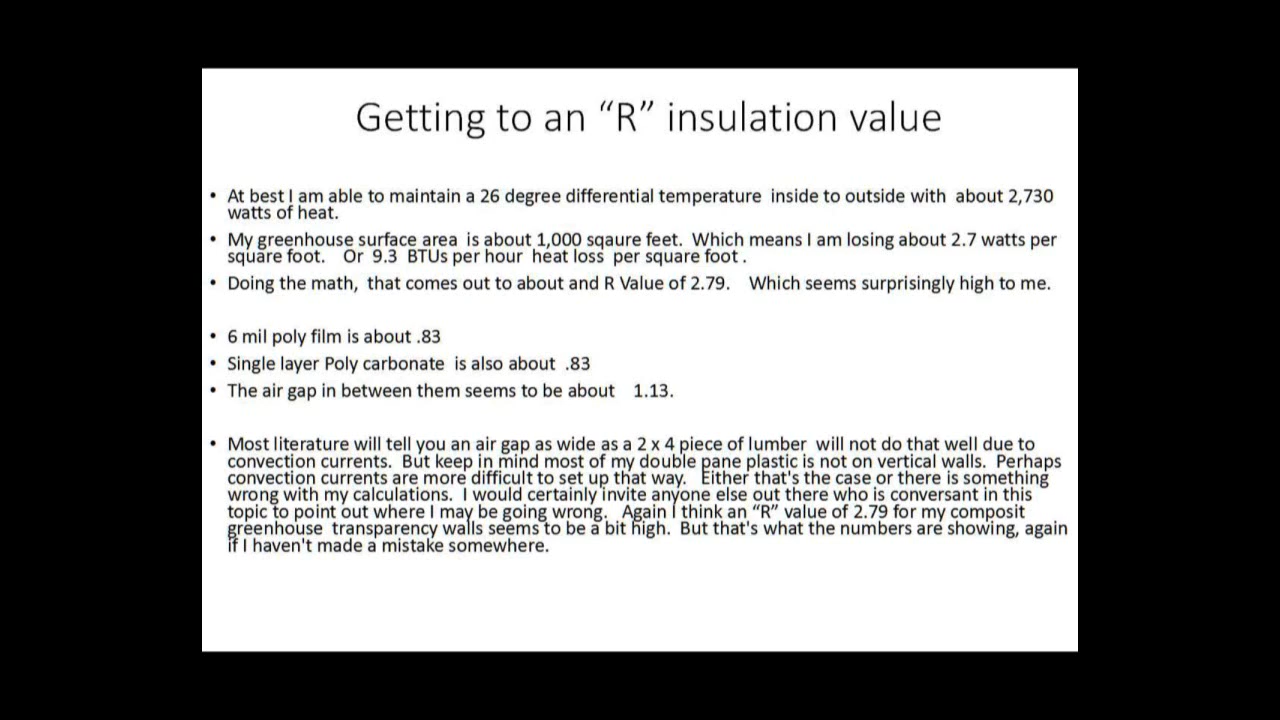 Getting to an “R” insulation value
• At best I am able to maintain a 26 degree differential temperature inside to outside with about 2,730
watts of heat.
• My greenhouse surface area is about 1,000 sqaure feet. Which means I am losing about 2.7 watts per
square foot. Or 9.3 BTUs per hour heat loss per square foot .
• Doing the math, that comes out to about and R Value of 2.79. Which seems surprisingly high to me.
• 6 mil poly film is about .83
• Single layer Poly carbonate is also about .83
• The air gap in between them seems to be about 1.13.
• Most literature will tell you an air gap as wide as a 2 x 4 piece of lumber will not do that well due to
convection currents. But keep in mind most of my double pane plastic is not on vertical walls. Perhaps
convection currents are more difficult to set up that way. Either that's the case or there is something
wrong with my calculations. I would certainly invite anyone else out there who is conversant in this
topic to point out where I may be going wrong. Again I think an “R” value of 2.79 for my composit
greenhouse transparency walls seems to be a bit high. But that's what the numbers are showing, again
if I haven't made a mistake somewhere.